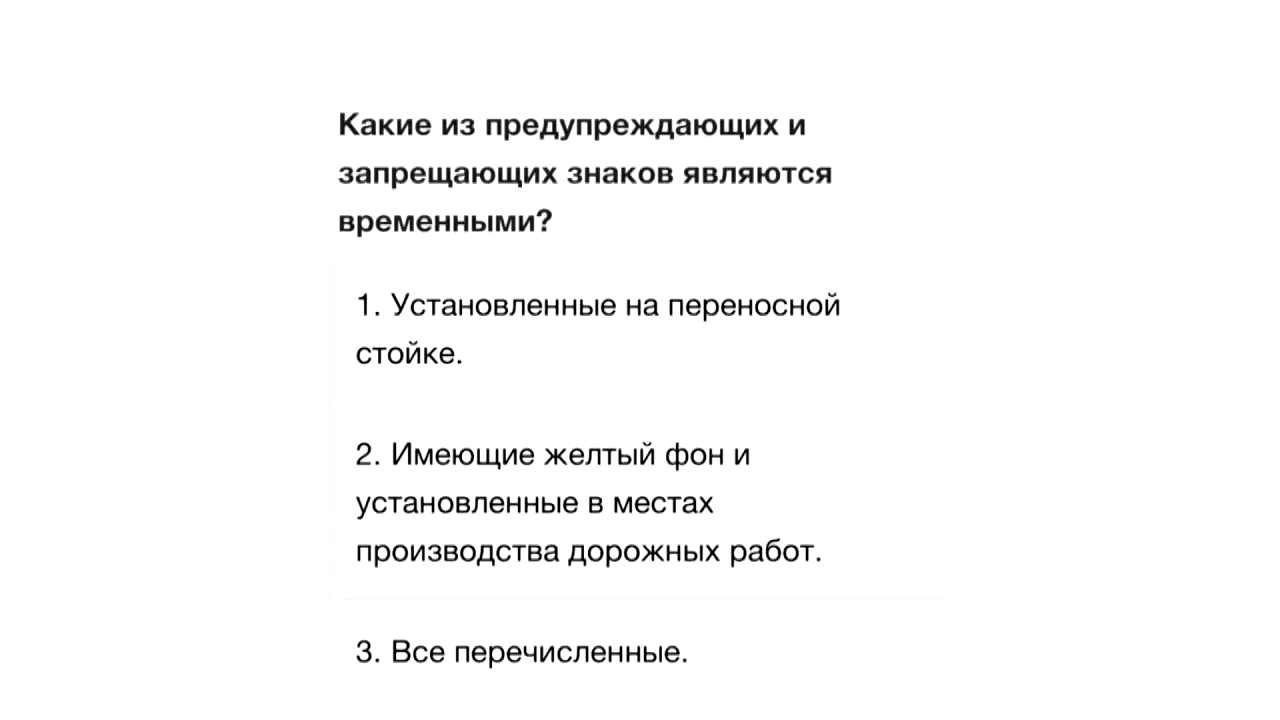 Какие из предупреждающих и
запрещающих знаков являются
временными?
1. Установленные на переносной
стойке.
2. Имеющие желтый фон и
установленные в местах
производства дорожных работ.
3. Все перечисленные.